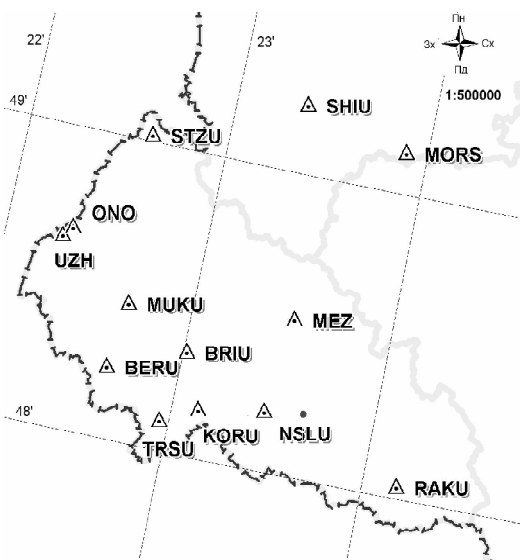 22'
23'
Пн
Зх
Сх
Пд
1:500000
49'
SHIU
STZU
MORS
ONO
UZH
MUKU
MEZ
BRIU
BERU
48'
KORU
NSLU
TRSU
RAKU